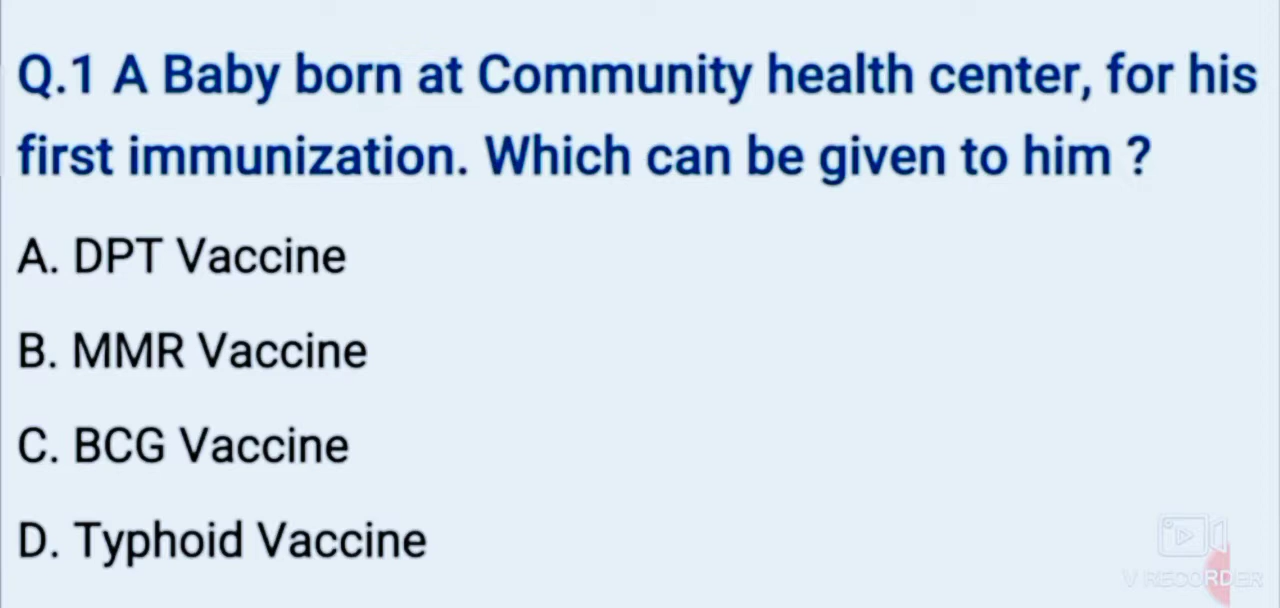 Q.1 A Baby born at Community health center, for his
first immunization. Which can be given to him ?
A. DPT Vaccine
B. MMR Vaccine
C. BCG Vaccine
D. Typhoid Vaccine
V RECORDER